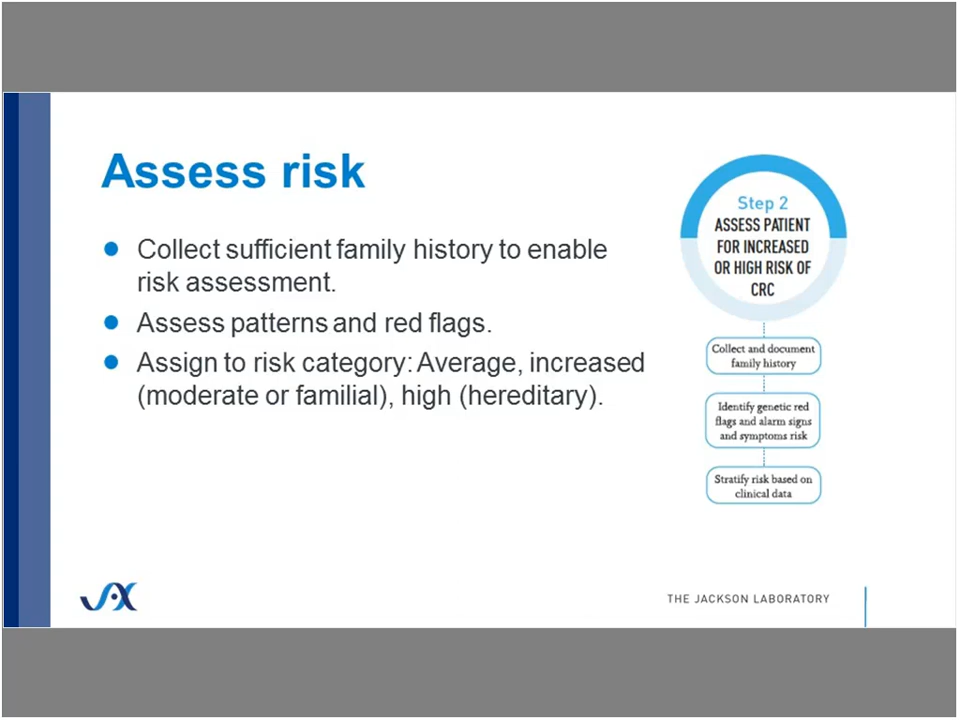 Assess risk
Collect sufficient family history to enable
risk assessment.
Assess patterns and red flags.
Assign to risk category: Average, increased
(moderate or familial), high (hereditary).
Step 2
ASSESS PATIENT
FOR INCREASED
OR HIGH RISK OF
CRC
Collect and document
family history
Identify genetic red
flags and alarm signs
and symptoms risk
Stratify risk based on
clinical data
JAX
THE JACKSON LABORATORY